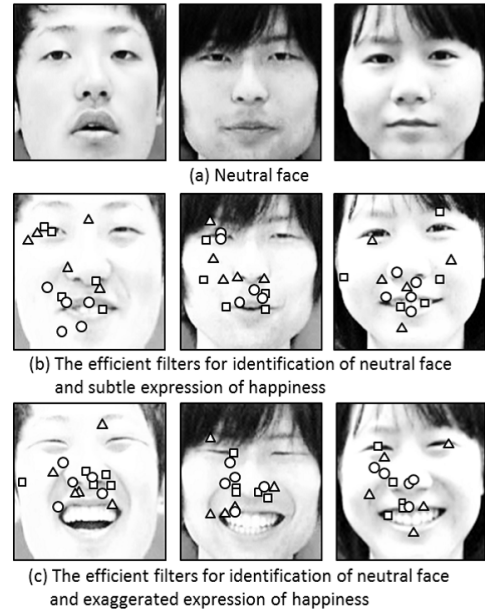 (a) Neutral face
(b) The efficient filters for identification of neutral face
and subtle expression of happiness
(c) The efficient filters for identification of neutral face
and exaggerated expression of happiness